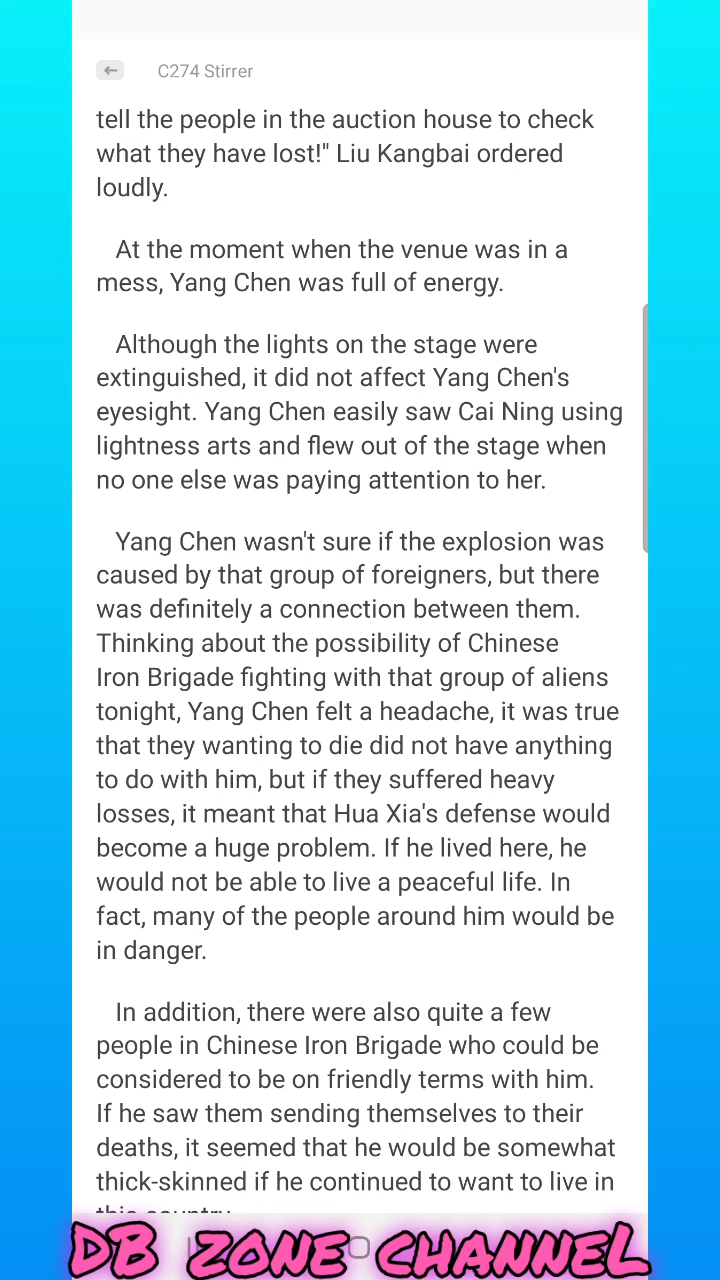 C274 Stirrer
tell the people in the auction house to check
what they have lost!" Liu Kangbai ordered
loudly.
At the moment when the venue was in a
mess, Yang Chen was full of energy.
Although the lights on the stage were
extinguished, it did not affect Yang Chen's
eyesight. Yang Chen easily saw Cai Ning using
lightness arts and flew out of the stage when
no one else was paying attention to her.
Yang Chen wasn't sure if the explosion was
caused by that group of foreigners, but there
was definitely a connection between them.
Thinking about the possibility of Chinese
Iron Brigade fighting with that group of aliens
tonight, Yang Chen felt a headache, it was true
that they wanting to die did not have anything
to do with him, but if they suffered heavy
losses, it meant that Hua Xia's defense would
become a huge problem. If he lived here, he
would not be able to live a peaceful life. In
fact, many of the people around him would be
in danger.
In addition, there were also quite a few
people in Chinese Iron Brigade who could be
considered to be on friendly terms with him.
If he saw them sending themselves to their
deaths, it seemed that he would be somewhat
thick-skinned if he continued to want to live in
this country.
DB ZONE CHANNEL